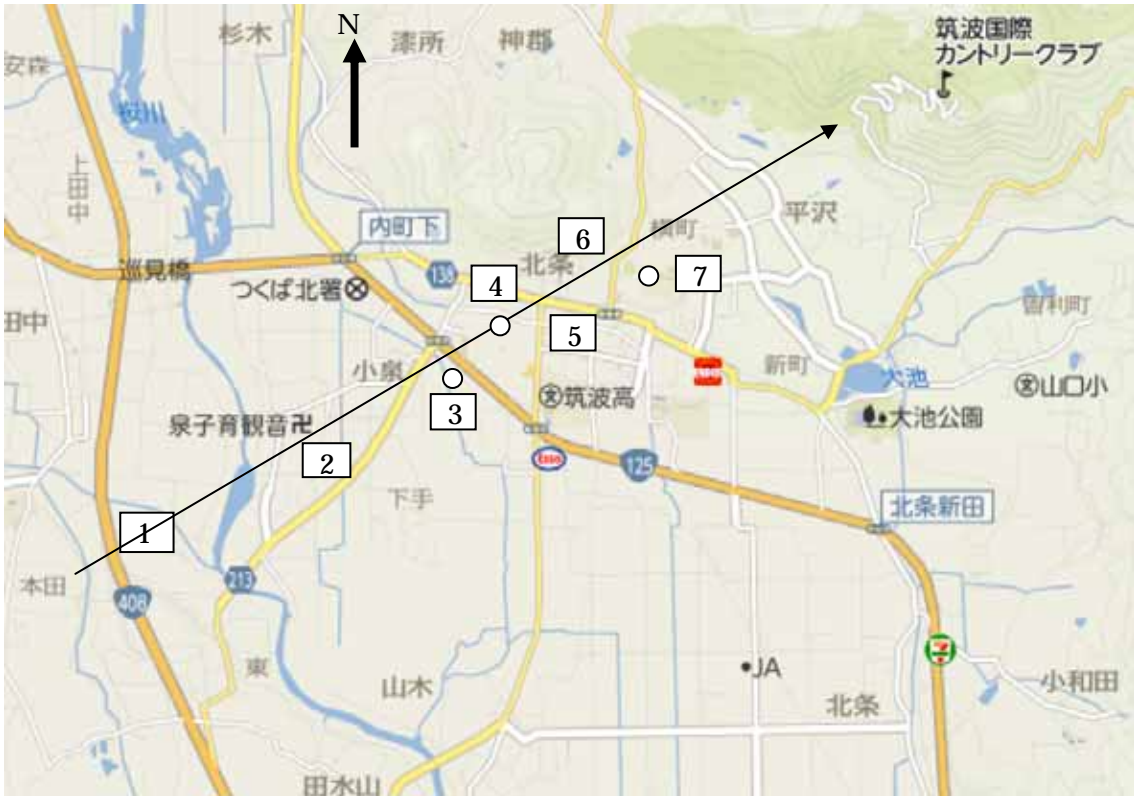 杉木
N
漆所
神郡
筑波国際
カントリークラブ
安森
桜川
上田中
内町下
6
横町
平沢
巡見橋
つくば北署
138
4
北条
7
田中
小泉
5
新町
大池
山口小
3
筑波高
大池公園
泉子育観音
2
Esso
125
下手
北条新田
1
本田
213
408
東
山木
JA
小和田
北条
田水山